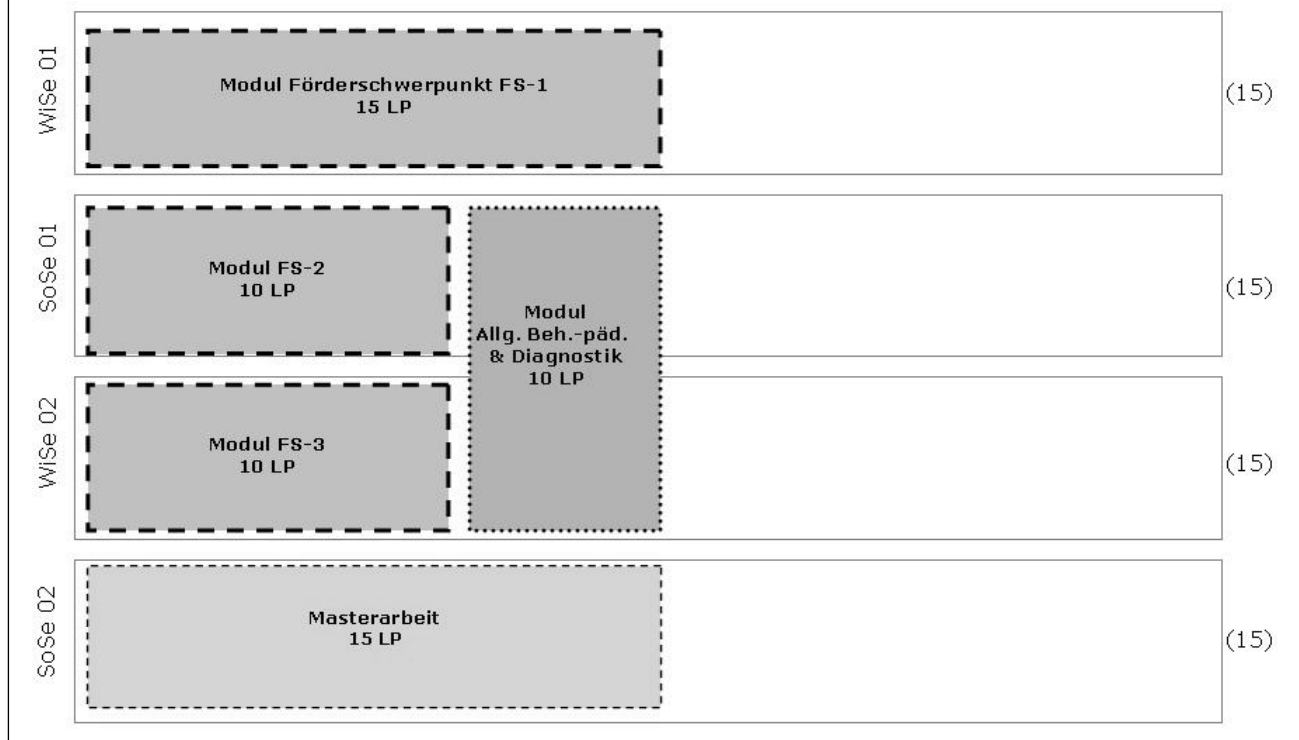 WiSe 01
Modul Förderschwerpunkt FS-1
15 LP
(15)
SoSe 01
Modul FS-2
10 LP
Modul
Allg. Beh.-päd.
& Diagnostik
10 LP
(15)
WiSe 02
Modul FS-3
10 LP
(15)
SoSe 02
Masterarbeit
15 LP
(15)